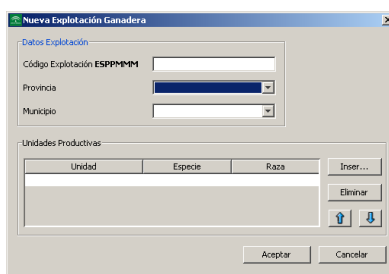 Nueva Explotación Ganadera
Datos Explotación
Código Explotación ESPPMMM
Provincia
Municipio
Unidades Productivas
Unidad Especie Raza
Inser...
Eliminar
Aceptar Cancelar